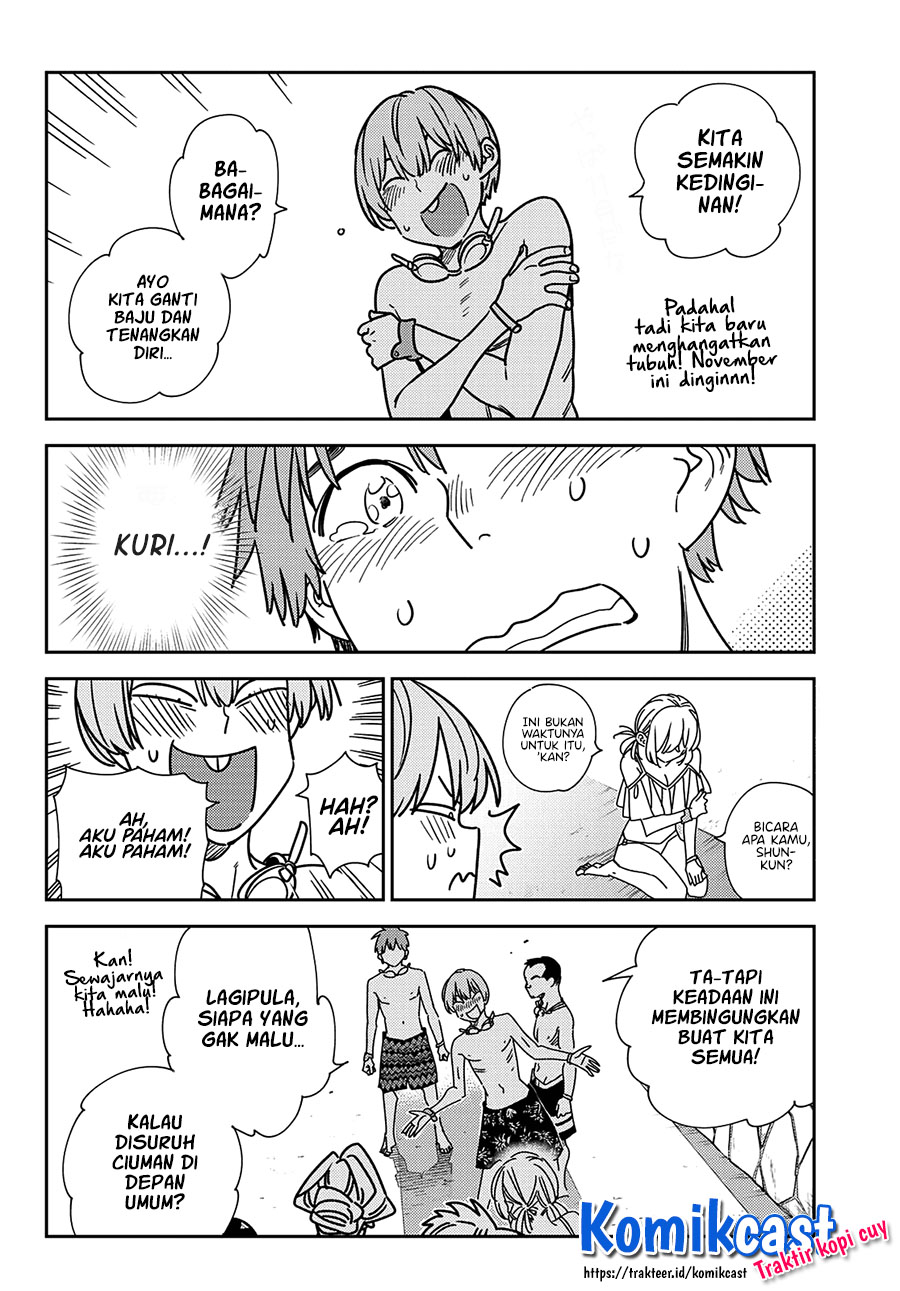 KITA
SEMAKIN
KEDINGI-
NAN!
Padahal
tadi kita baru
menghangatkan
tubuh! November
ini dinginnn!
BA-
BAGAI-
MANA?
AYO
KITA GANTI
BAJU DAN
TENANGKAN
DIRI...
KURI...!
BICARA
APA KAMU,
SHUN-
KUN?
INI BUKAN
WAKTUNYA
UNTUK ITU,
'KAN?
HAH?
AH!
AH,
AKU PAHAM!
AKU PAHAM!
TA-TAPI
KEADAAN INI
MEMBINGUNGKAN
BUAT KITA
SEMUA!
LAGIPULA,
SIAPA YANG
GAK MALU...
Kan!
Sewajarnya
kita malu!
Hahaha!
KALAU
DISURUH
CIUMAN DI
DEPAN
UMUM?
Komikcast
Traktir kopi cuy
https://trakteer.id/komikcast